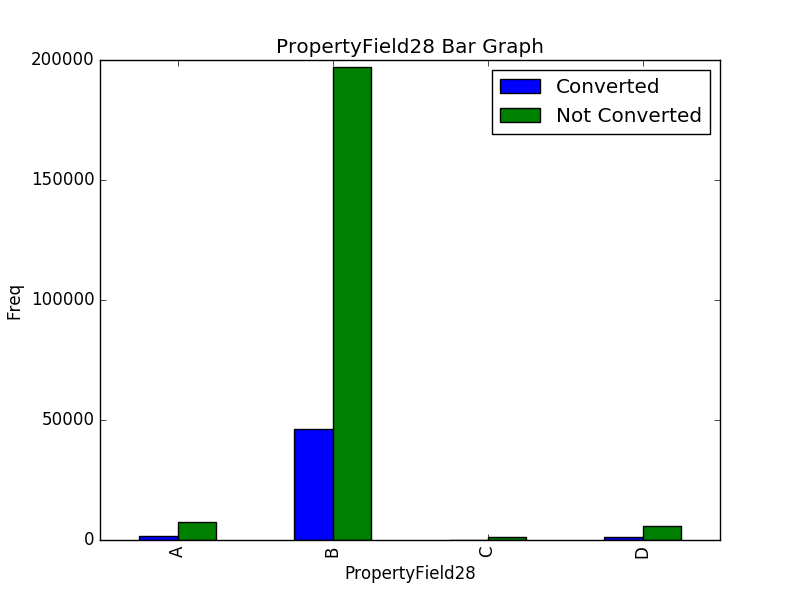 PropertyField28 Bar Graph
200000
150000
100000
50000
0
Freq
Converted
Not Converted
A
B
C
D
PropertyField28